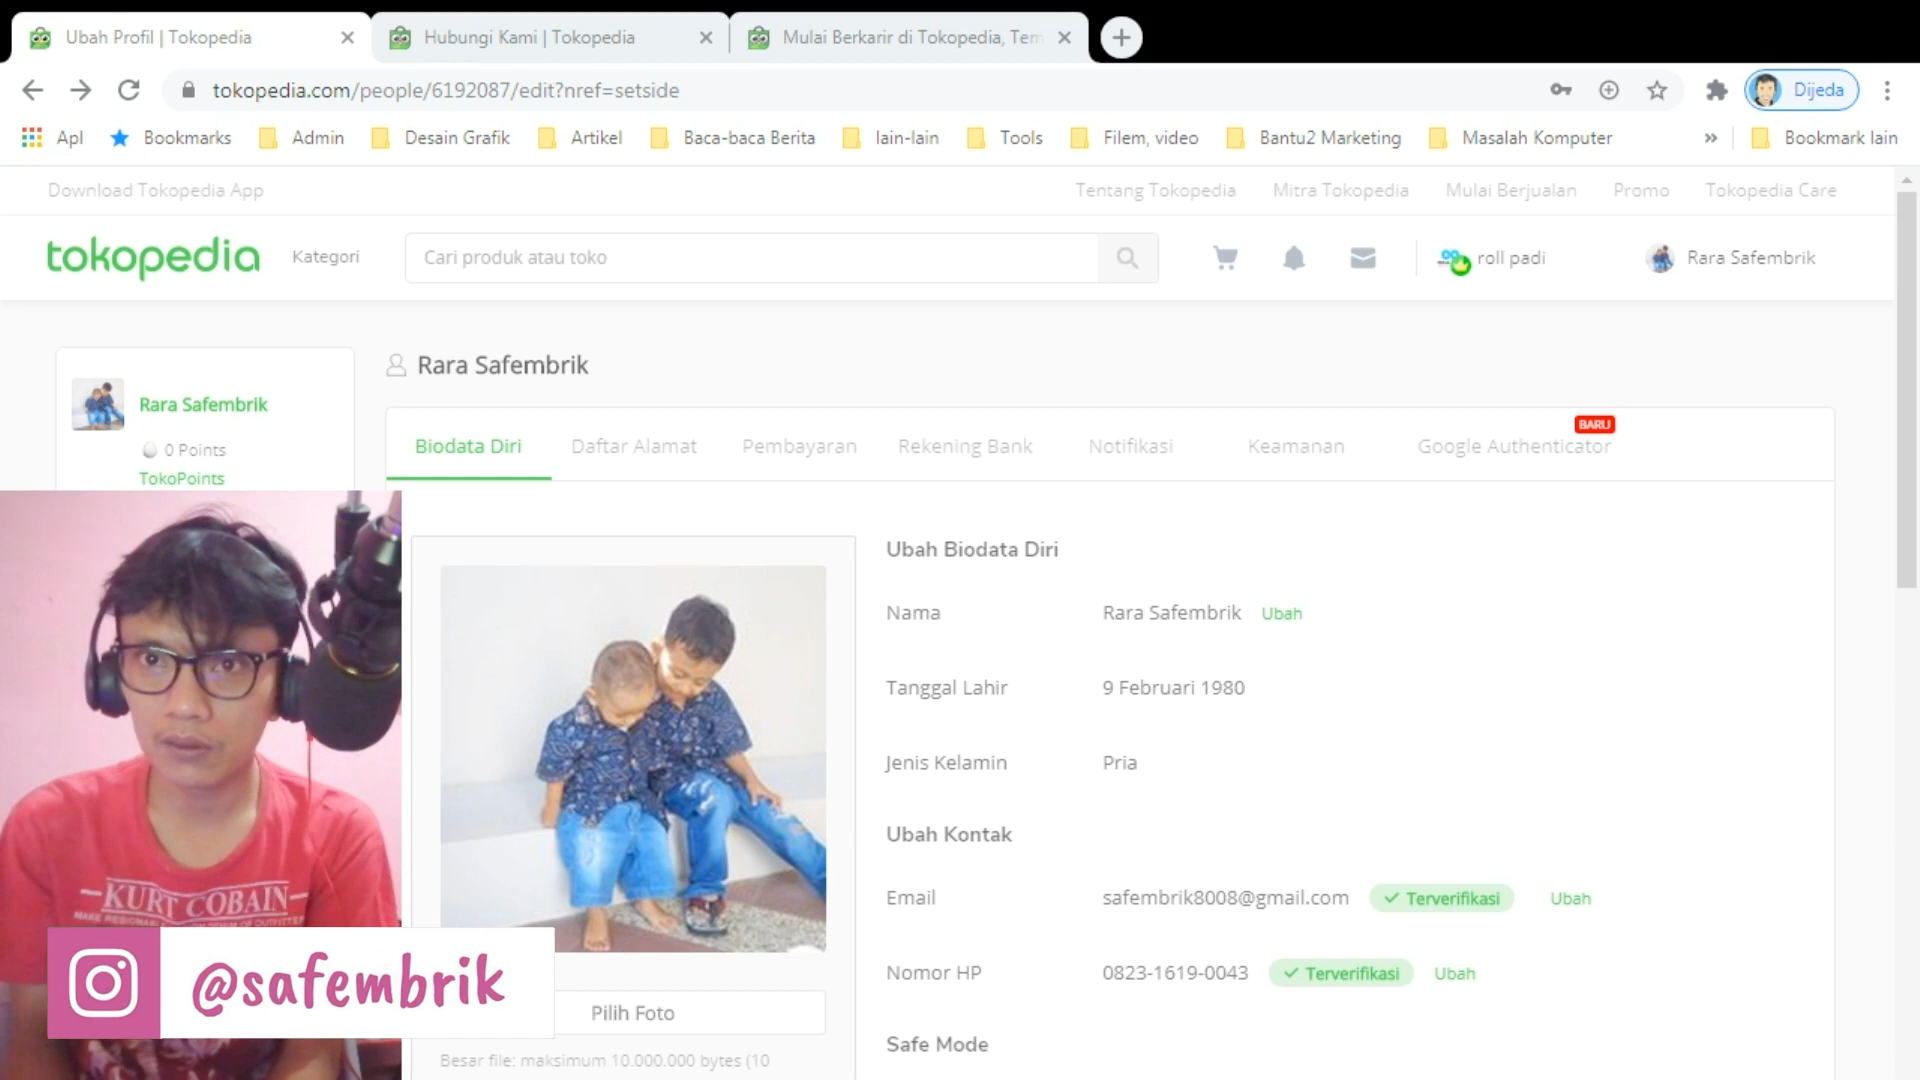 Ubah Profil | Tokopedia
Hubungi Kami | Tokopedia
Mulai Berkarir di Tokopedia, Tem
tokopedia.com/people/6192087/edit?nref=setside
Dijeda
Apl
Bookmarks
Admin
Desain Grafik
Artikel
Baca-baca Berita
lain-lain
Tools
Filem, video
Bantu2 Marketing
Masalah Komputer
Bookmark lain
Download Tokopedia App
Tentang Tokopedia
Mitra Tokopedia
Mulai Berjualan
Promo
Tokopedia Care
tokopedia
Kategori
Cari produk atau toko
roll padi
Rara Safembrik
Rara Safembrik
0 Points
TokoPoints
Rara Safembrik
BARU
Biodata Diri
Daftar Alamat
Pembayaran
Rekening Bank
Notifikasi
Keamanan
Google Authenticator
Ubah Biodata Diri
Nama Rara Safembrik Ubah
Tanggal Lahir 9 Februari 1980
Jenis Kelamin Pria
Ubah Kontak
Email safembrik8008@gmail.com Terverifikasi Ubah
Nomor HP 0823-1619-0043 Terverifikasi Ubah
Safe Mode
Pilih Foto
Besar file: maksimum 10.000.000 bytes (10
KURT COBAIN
@safembrik